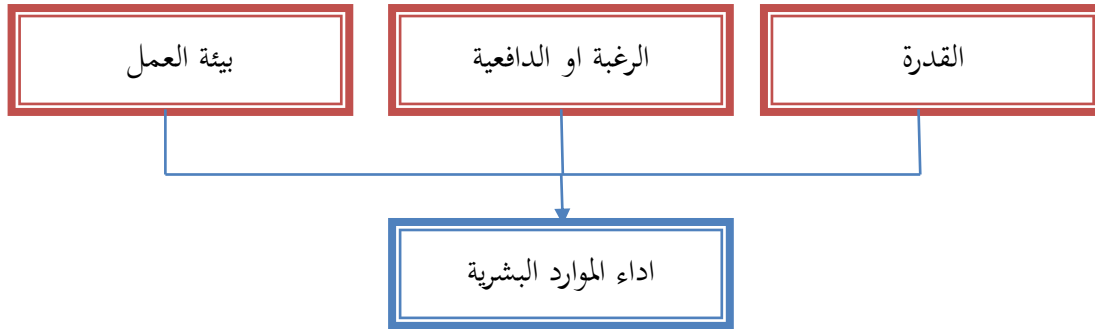 القدرة
الرغبة او الدافعية
بيئة العمل
اداء الموارد البشرية